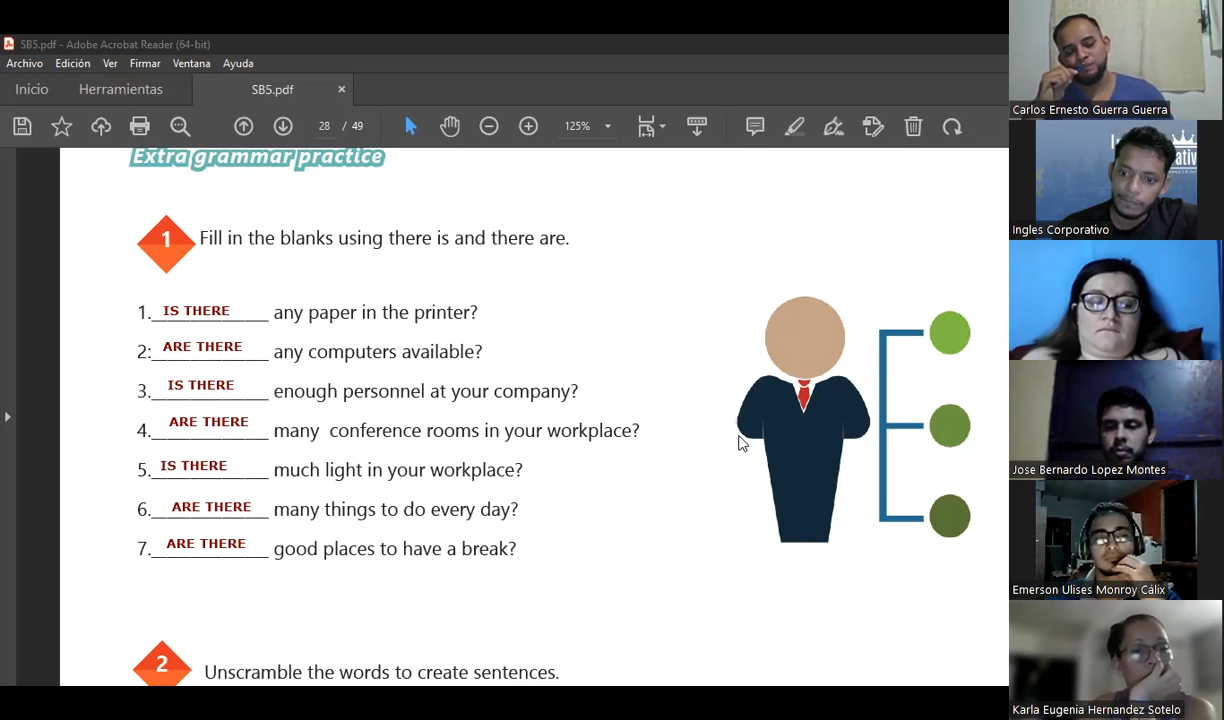 SB5.pdf - Adobe Acrobat Reader (64-bit)
Archivo Edición Ver Firmar Ventana Ayuda
Inicio Herramientas SB5.pdf ×
28 / 49 125%
Extra grammar practice
1 Fill in the blanks using there is and there are.
1. IS THERE any paper in the printer?
2: ARE THERE any computers available?
3. IS THERE enough personnel at your company?
4. ARE THERE many conference rooms in your workplace?
5. IS THERE much light in your workplace?
6. ARE THERE many things to do every day?
7. ARE THERE good places to have a break?
2 Unscramble the words to create sentences.
Carlos Ernesto Guerra Guerra
Ingles Corporativo
Jose Bernardo Lopez Montes
Emerson Ulises Monroy Cálix
Karla Eugenia Hernandez Sotelo